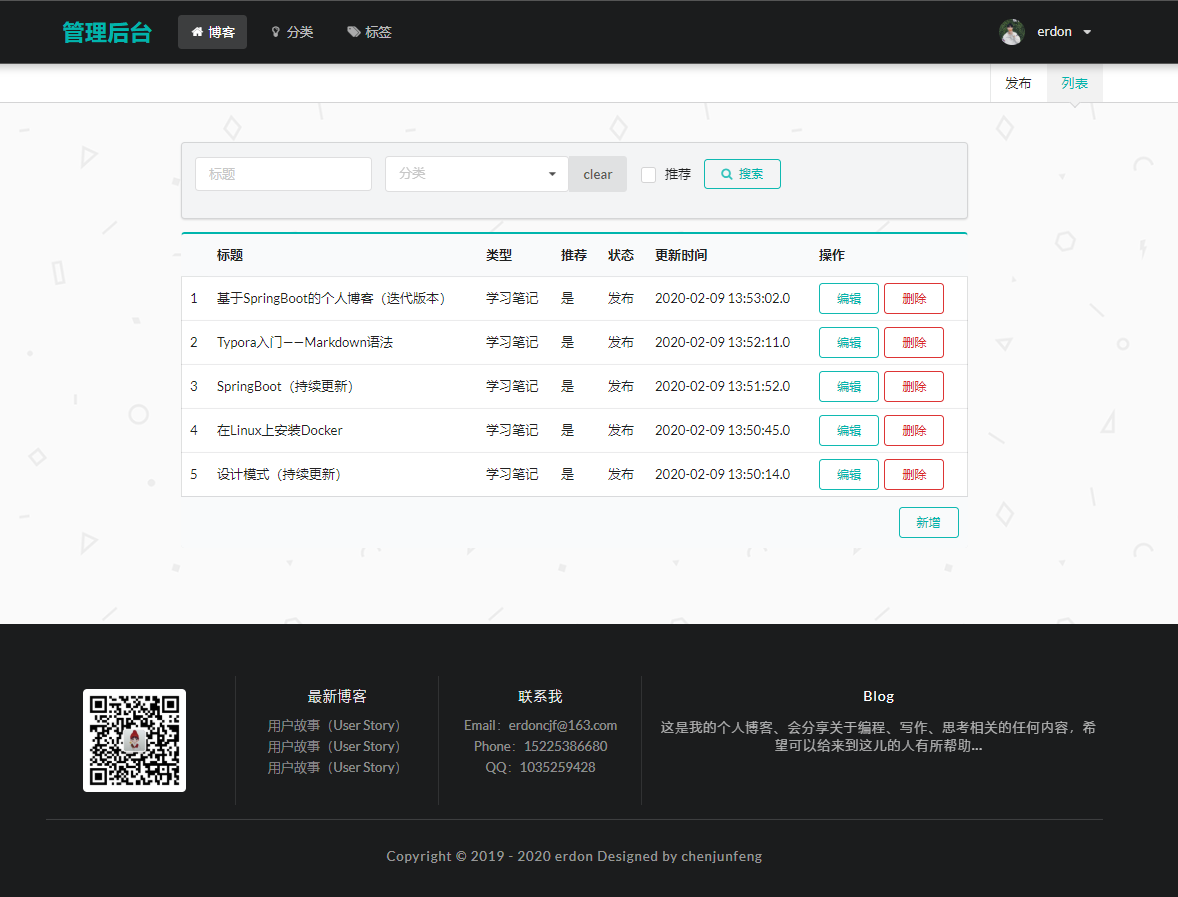 管理后台 博客 分类 标签 erdon
发布 列表
标题 分类 clear 推荐 搜索
标题 类型 推荐 状态 更新时间 操作
1 基于SpringBoot的个人博客（迭代版本） 学习笔记 是 发布 2020-02-09 13:53:02.0 编辑 删除
2 Typora入门——Markdown语法 学习笔记 是 发布 2020-02-09 13:52:11.0 编辑 删除
3 SpringBoot（持续更新） 学习笔记 是 发布 2020-02-09 13:51:52.0 编辑 删除
4 在Linux上安装Docker 学习笔记 是 发布 2020-02-09 13:50:45.0 编辑 删除
5 设计模式（持续更新） 学习笔记 是 发布 2020-02-09 13:50:14.0 编辑 删除
新增
最新博客
用户故事（User Story）
用户故事（User Story）
用户故事（User Story）
联系我
Email：erdoncjf@163.com
Phone：15225386680
QQ：1035259428
Blog
这是我的个人博客、会分享关于编程、写作、思考相关的任何内容，希
望可以给来到这儿的人有所帮助...
Copyright © 2019 - 2020 erdon Designed by chenjunfeng